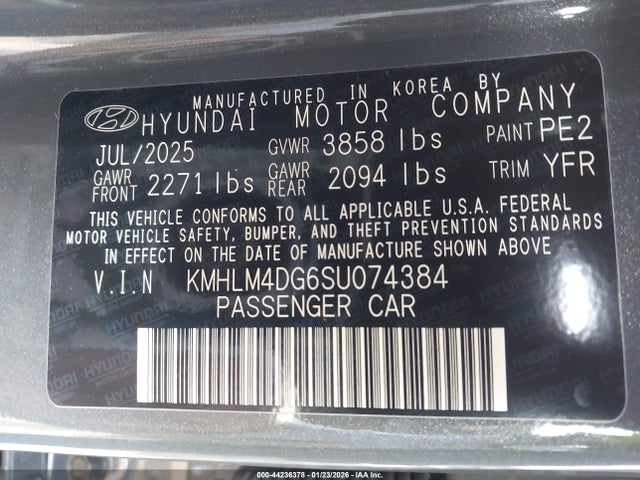 MANUFACTURED IN KOREA BY
HYUNDAI MOTOR COMPANY
JUL/2025 GVWR 3858 lbs PAINT PE2
GAWR FRONT 2271 lbs GAWR REAR 2094 lbs TRIM YFR
THIS VEHICLE CONFORMS TO ALL APPLICABLE U.S.A. FEDERAL
MOTOR VEHICLE SAFETY, BUMPER, AND THEFT PREVENTION STANDARDS
IN EFFECT ON THE DATE OF MANUFACTURE SHOWN ABOVE
V.I.N KMHLM4DG6SU074384
PASSENGER CAR
000-44236378 - 01/23/2026 - IAA Inc.